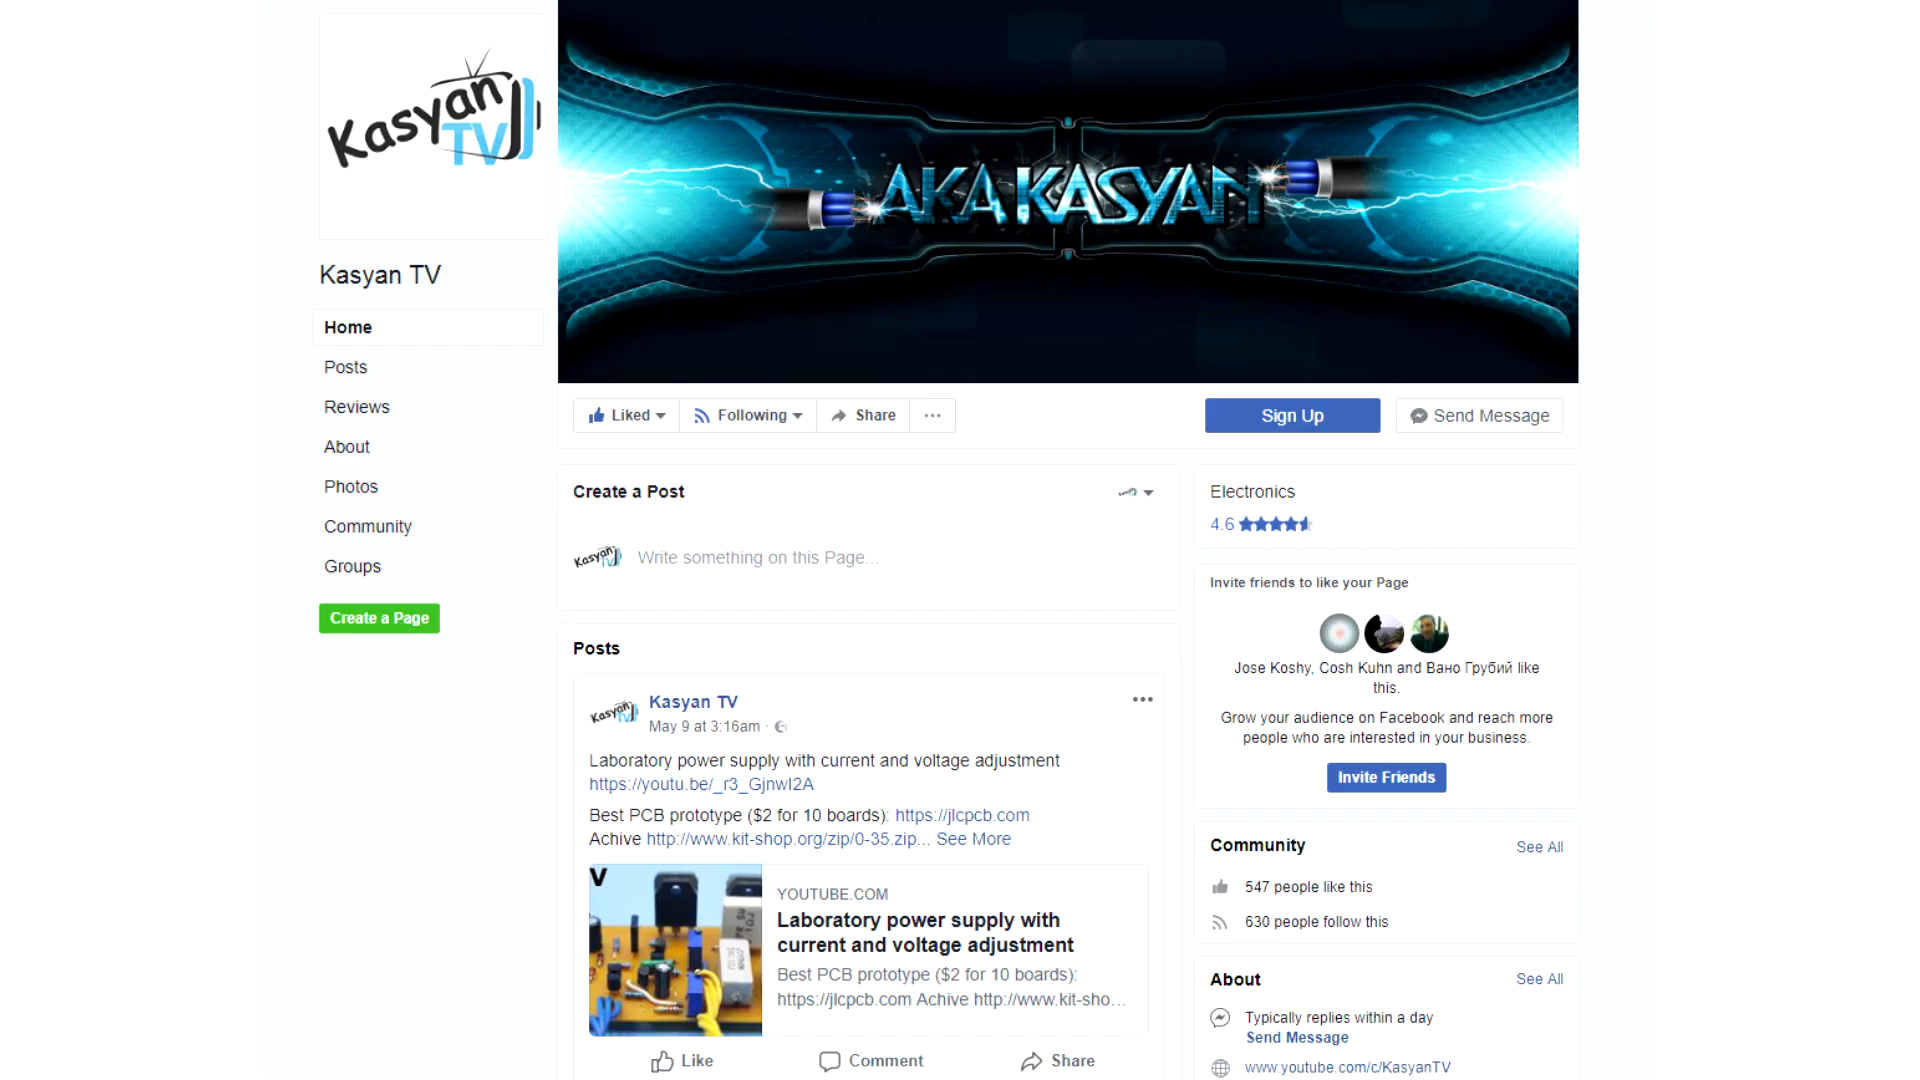 Kasyan
TV
AKA KASYAN
Kasyan TV
Home
Posts
Reviews
About
Photos
Community
Groups
Create a Page
Liked
Following
Share
Sign Up
Send Message
Create a Post
Kasyan TV
Write something on this Page...
Posts
Kasyan TV
Kasyan TV
May 9 at 3:16am ·
Laboratory power supply with current and voltage adjustment
https://youtu.be/_r3_GjnwI2A
Best PCB prototype ($2 for 10 boards): https://jlcpcb.com
Achive http://www.kit-shop.org/zip/0-35.zip... See More
V
YOUTUBE.COM
Laboratory power supply with
current and voltage adjustment
Best PCB prototype ($2 for 10 boards):
https://jlcpcb.com Achive http://www.kit-sho...
Like
Comment
Share
Electronics
4.6
Invite friends to like your Page
Jose Koshy, Cosh Kuhn and Вано Грубий like
this.
Grow your audience on Facebook and reach more
people who are interested in your business.
Invite Friends
Community
See All
547 people like this
630 people follow this
About
See All
Typically replies within a day
Send Message
www.youtube.com/c/KasyanTV